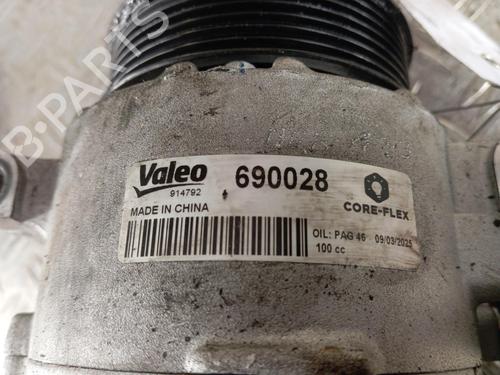 Valeo
914792
690028
CORE-FLEX
MADE IN CHINA
OIL: PAG 46 09/03/2025
100 cc
B-Parts